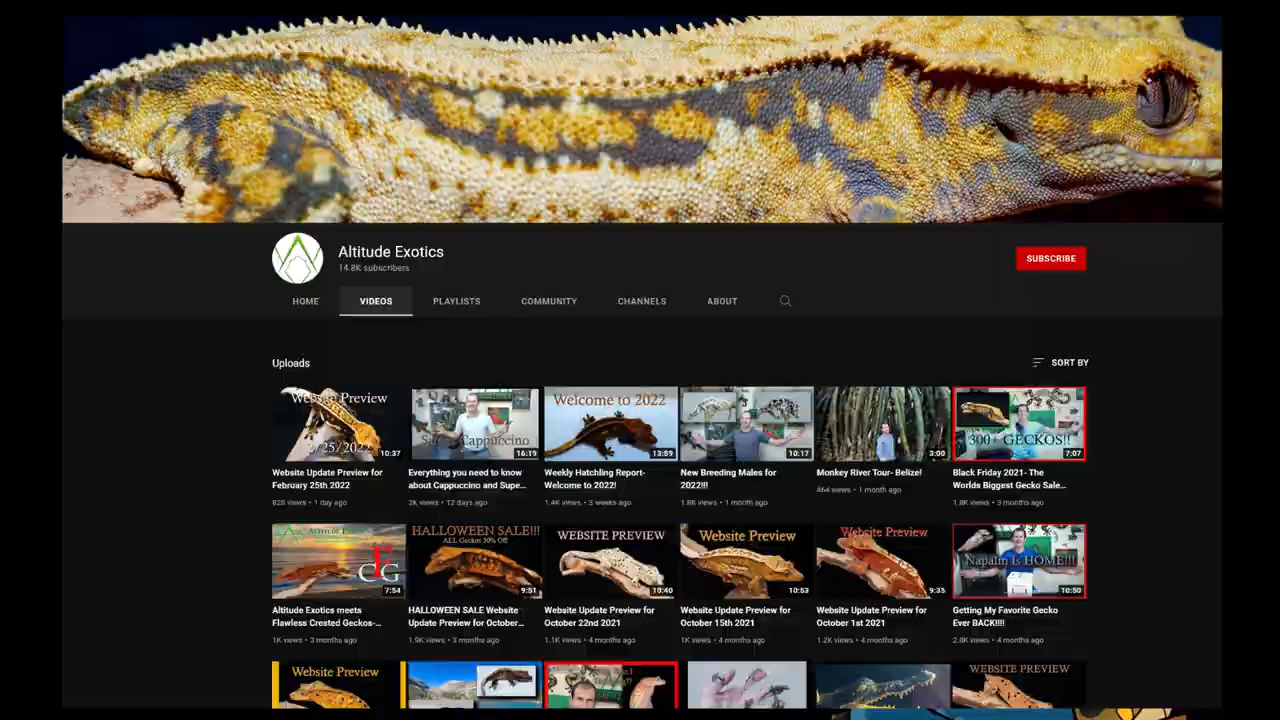 Altitude Exotics
14.8K subscribers
SUBSCRIBE
HOME
VIDEOS
PLAYLISTS
COMMUNITY
CHANNELS
ABOUT
Uploads
SORT BY
Website Preview
2/25/2022
10:37
Cappuccino
16:19
Welcome to 2022
13:59
10:17
3:00
300+ GECKOS!!
7:07
Website Update Preview for
February 25th 2022
828 views • 1 day ago
Everything you need to know
about Cappuccino and Supe...
2K views • 12 days ago
Weekly Hatchling Report-
Welcome to 2022!
1.4K views • 3 weeks ago
New Breeding Males for
2022!!!
1.8K views • 1 month ago
Monkey River Tour- Belize!
464 views • 1 month ago
Black Friday 2021- The
Worlds Biggest Gecko Sale...
1.8K views • 3 months ago
FCG
7:54
HALLOWEEN SALE!!!
ALL Geckos 30% Off
9:51
WEBSITE PREVIEW
10:40
Website Preview
10:53
Website Preview
9:35
Napalm Is HOME!!!
10:50
Altitude Exotics meets
Flawless Crested Geckos-...
1K views • 3 months ago
HALLOWEEN SALE Website
Update Preview for October...
1.9K views • 3 months ago
Website Update Preview for
October 22nd 2021
1.1K views • 4 months ago
Website Update Preview for
October 15th 2021
1K views • 4 months ago
Website Update Preview for
October 1st 2021
1.2K views • 4 months ago
Getting My Favorite Gecko
Ever BACK!!!!
2.8K views • 4 months ago
Website Preview
WEBSITE PREVIEW